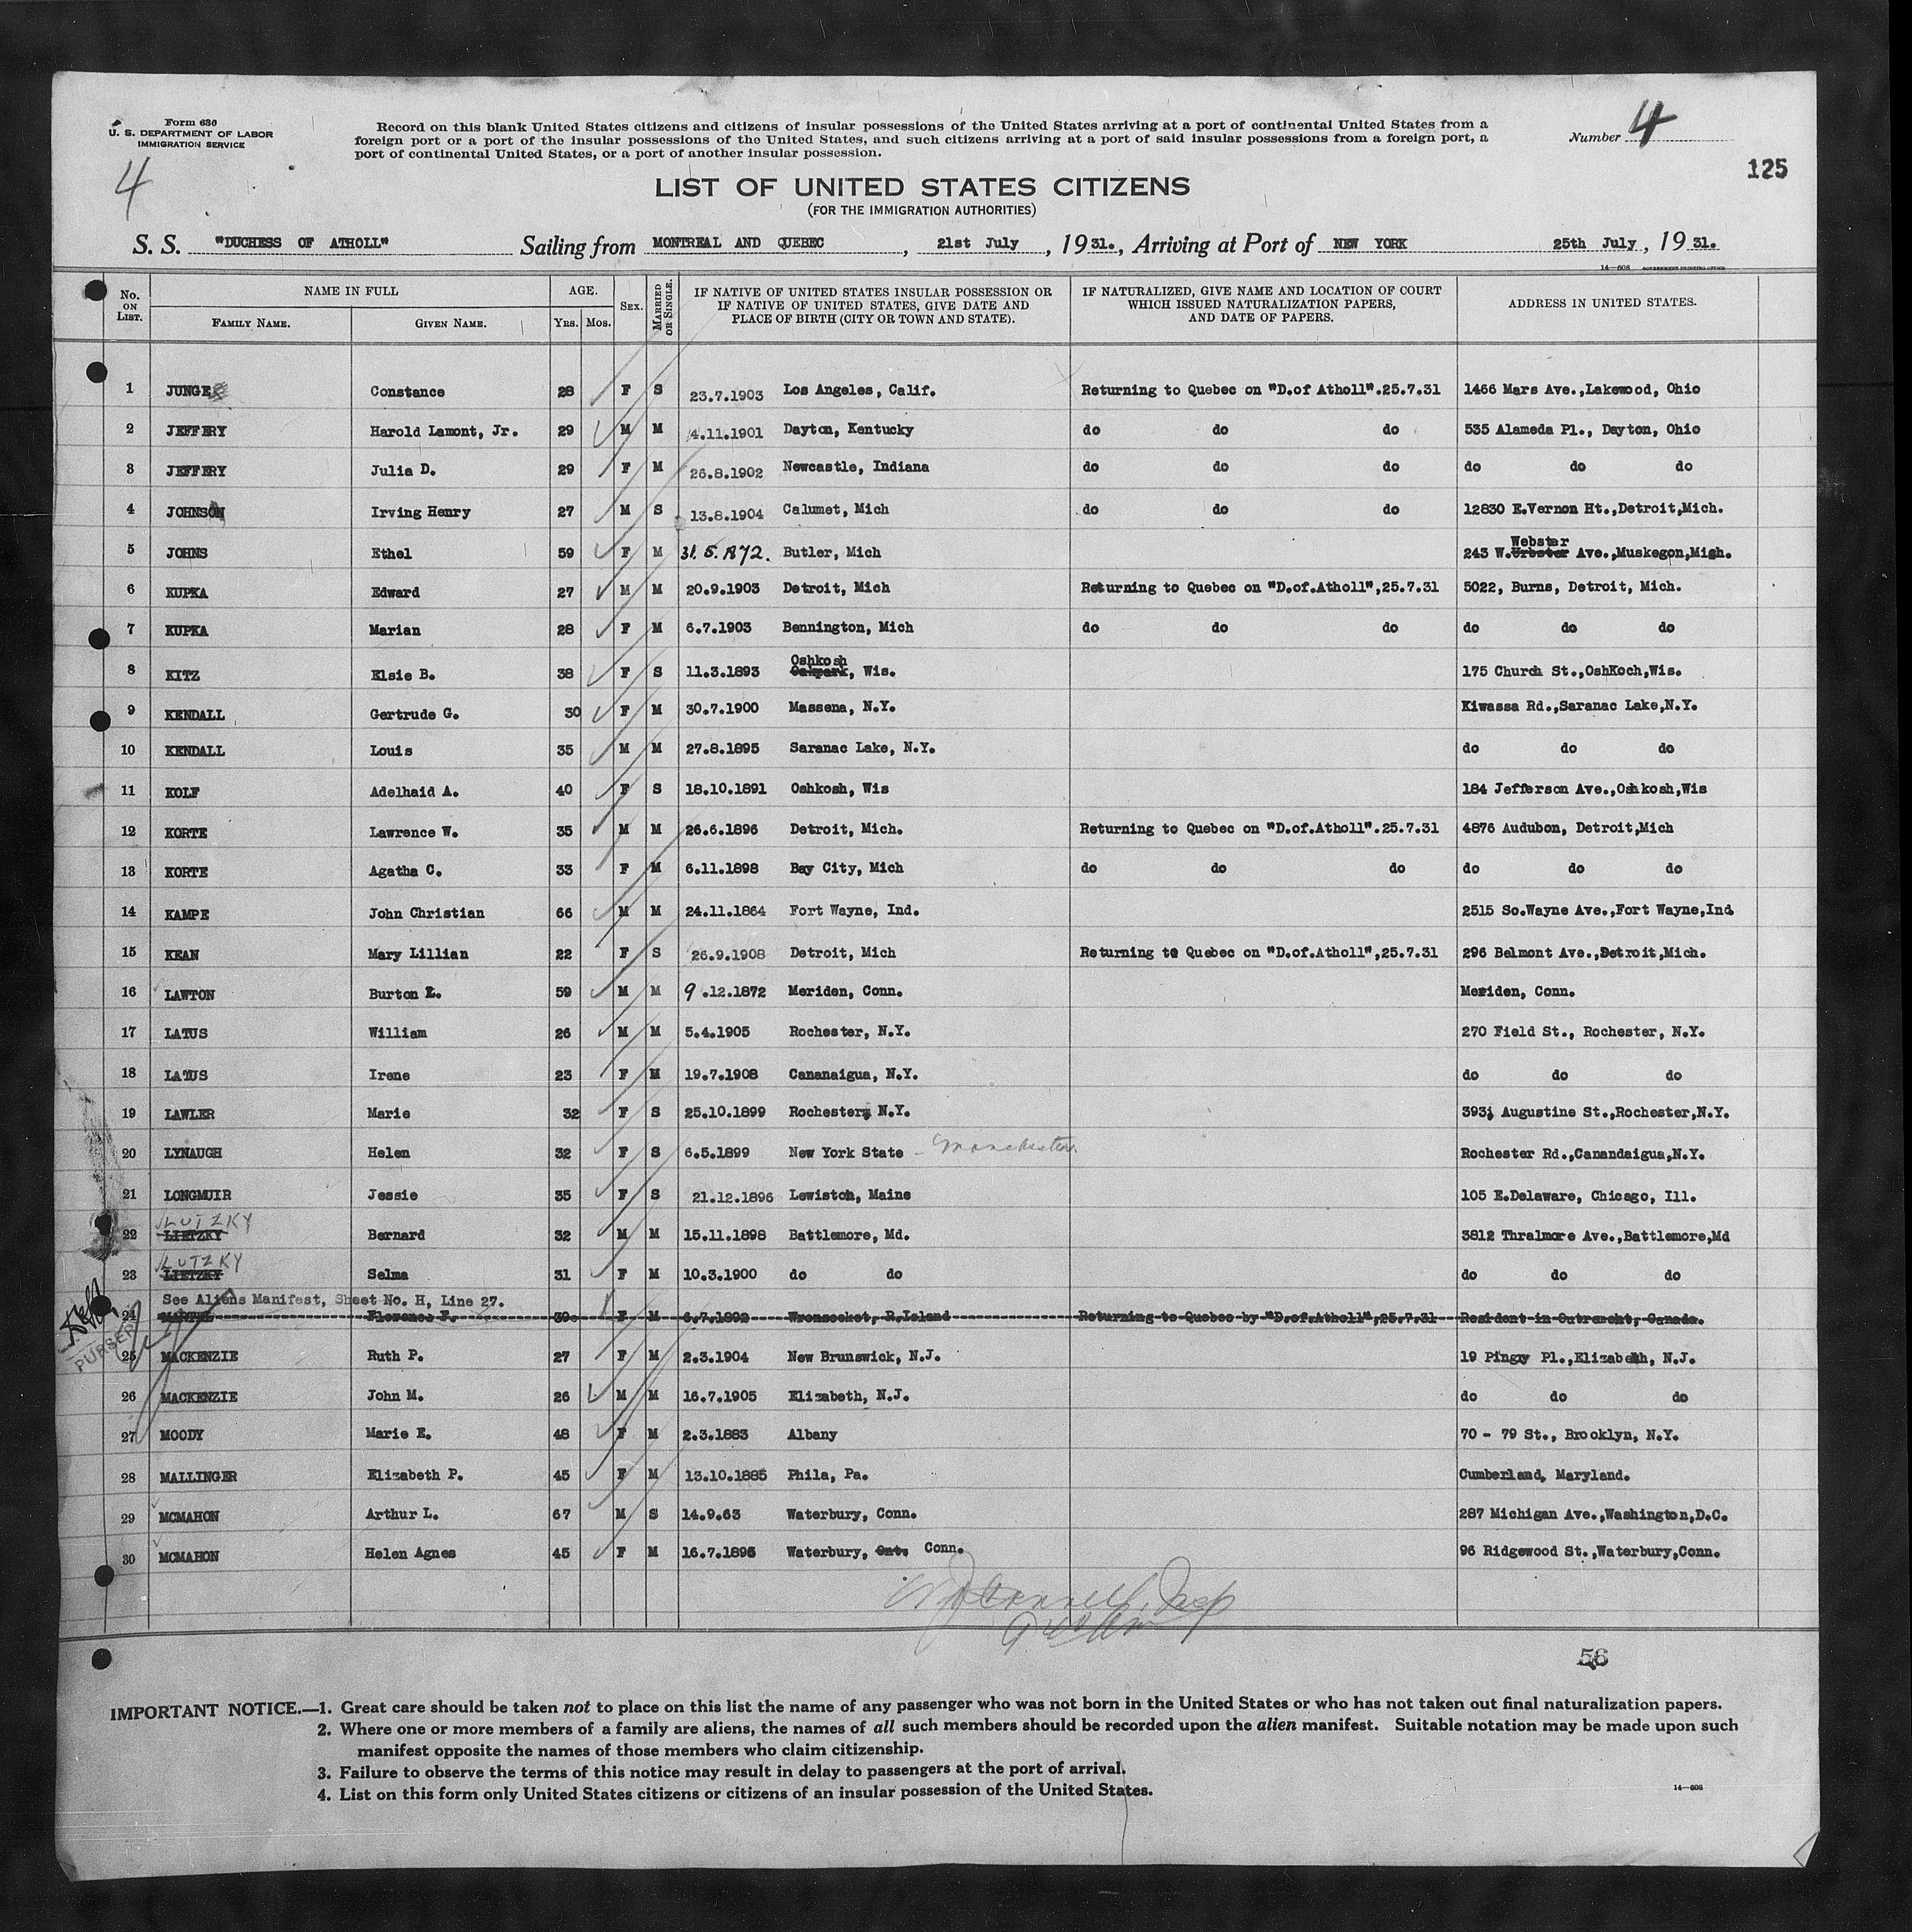 Form 630
U. S. DEPARTMENT OF LABOR
IMMIGRATION SERVICE
Record on this blank United States citizens and citizens of insular possessions of the United States arriving at a port of continental United States from a
foreign port or a port of the insular possessions of the United States, and such citizens arriving at a port of said insular possessions from a foreign port, a
port of continental United States, or a port of another insular possession.
Number 4
125
4
LIST OF UNITED STATES CITIZENS
(FOR THE IMMIGRATION AUTHORITIES)
S. S. "DUCHESS OF ATHOLL" Sailing from MONTREAL AND QUEBEC, 21st July, 1931., Arriving at Port of NEW YORK 25th July, 1931.
14—608 GOVERNMENT PRINTING OFFICE
No. ON LIST. NAME IN FULL FAMILY NAME. GIVEN NAME. AGE. YRS. MOS. SEX. MARRIED OR SINGLE. IF NATIVE OF UNITED STATES INSULAR POSSESSION OR IF NATIVE OF UNITED STATES, GIVE DATE AND PLACE OF BIRTH (CITY OR TOWN AND STATE). IF NATURALIZED, GIVE NAME AND LOCATION OF COURT WHICH ISSUED NATURALIZATION PAPERS, AND DATE OF PAPERS. ADDRESS IN UNITED STATES.
1 JUNGE Constance 28 F S 23.7.1903 Los Angeles, Calif. Returning to Quebec on "D.of Atholl".25.7.31 1466 Mars Ave.,Lakewood, Ohio
2 JEFFERY Harold Lamont, Jr. 29 M M 4.11.1901 Dayton, Kentucky do do do 535 Alameda Pl., Dayton, Ohio
3 JEFFERY Julia D. 29 F M 26.8.1902 Newcastle, Indiana do do do do do do
4 JOHNSON Irving Henry 27 M S 13.8.1904 Calumet, Mich do do do 12830 E.Vernon Ht.,Detroit,Mich.
5 JOHNS Ethel 59 F M 31.5.1872. Butler, Mich 243 W. Webster Ave.,Muskegon,Mich.
6 KUPKA Edward 27 M M 20.9.1903 Detroit, Mich Returning to Quebec on "D.of.Atholl",25.7.31 5022, Burns, Detroit, Mich.
7 KUPKA Marian 28 F M 6.7.1903 Bennington, Mich do do do do do do
8 KITZ Elsie B. 38 F S 11.3.1893 Oshkosh Oakpark, Wis. 175 Church St.,OshKoch,Wis.
9 KENDALL Gertrude G. 30 F M 30.7.1900 Massena, N.Y. Kiwassa Rd.,Saranac Lake,N.Y.
10 KENDALL Louis 35 M M 27.8.1895 Saranac Lake, N.Y. do do do
11 KOLF Adelhaid A. 40 F S 18.10.1891 Oshkosh, Wis 184 Jefferson Ave.,Oshkosh,Wis
12 KORTE Lawrence W. 35 M M 26.6.1896 Detroit, Mich. Returning to Quebec on "D.of.Atholl".25.7.31 4876 Audubon, Detroit,Mich
13 KORTE Agatha C. 33 F M 6.11.1898 Bay City, Mich do do do do do do
14 KAMPE John Christian 66 M M 24.11.1864 Fort Wayne, Ind. 2515 So.Wayne Ave.,Fort Wayne,Ind
15 KEAN Mary Lillian 22 F S 26.9.1908 Detroit, Mich Returning to Quebec on "D.of.Atholl",25.7.31 296 Belmont Ave.,Detroit,Mich.
16 LAWTON Burton L. 59 M M 9.12.1872 Meriden, Conn. Meriden, Conn.
17 LATUS William 26 M M 5.4.1905 Rochester, N.Y. 270 Field St., Rochester, N.Y.
18 LATUS Irene 23 F M 19.7.1908 Cananaigua, N.Y. do do do
19 LAWLER Marie 32 F S 25.10.1899 Rochester, N.Y. 393½ Augustine St.,Rochester,N.Y.
20 LYNAUGH Helen 32 F S 6.5.1899 New York State - Manchester. Rochester Rd.,Canandaigua,N.Y.
21 LONGMUIR Jessie 35 F S 21.12.1896 Lewiston, Maine 105 E.Delaware, Chicago, Ill.
22 LUTZKY LIETZKY Bernard 32 M M 15.11.1898 Battlemore, Md. 3812 Thralmore Ave.,Battlemore,Md
23 LUTZKY LIETZKY Selma 31 F M 10.3.1900 do do do do do
See Aliens Manifest, Sheet No. H, Line 27.
24 Florence F. 39 F M 6.7.1892 Woonsocket, R.Island Returning to Quebec by "D.of.Atholl",25.7.31 Resident in Outremont, Canada.
PURSER
25 MACKENZIE Ruth P. 27 F M 2.3.1904 New Brunswick, N.J. 19 Pingry Pl.,Elizabeth, N.J.
26 MACKENZIE John M. 26 M M 16.7.1905 Elizabeth, N.J. do do do
27 MOODY Marie E. 48 F M 2.3.1883 Albany 70 - 79 St., Brooklyn, N.Y.
28 MALLINGER Elizabeth P. 45 F M 13.10.1885 Phila, Pa. Cumberland, Maryland.
29 MCMAHON Arthur L. 67 M S 14.9.63 Waterbury, Conn. 287 Michigan Ave.,Washington,D.C.
30 MCMAHON Helen Agnes 45 F M 16.7.1896 Waterbury, Ont. Conn. 96 Ridgewood St.,Waterbury,Conn.
56
IMPORTANT NOTICE.—1. Great care should be taken not to place on this list the name of any passenger who was not born in the United States or who has not taken out final naturalization papers.
2. Where one or more members of a family are aliens, the names of all such members should be recorded upon the alien manifest. Suitable notation may be made upon such
manifest opposite the names of those members who claim citizenship.
3. Failure to observe the terms of this notice may result in delay to passengers at the port of arrival.
4. List on this form only United States citizens or citizens of an insular possession of the United States.
14—608